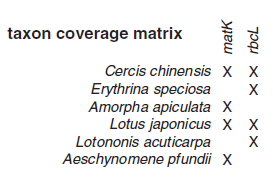 taxon coverage matrix matK rbcL
Cercis chinensis X X
Erythrina speciosa X
Amorpha apiculata X
Lotus japonicus X X
Lotononis acuticarpa X
Aeschynomene pfundii X